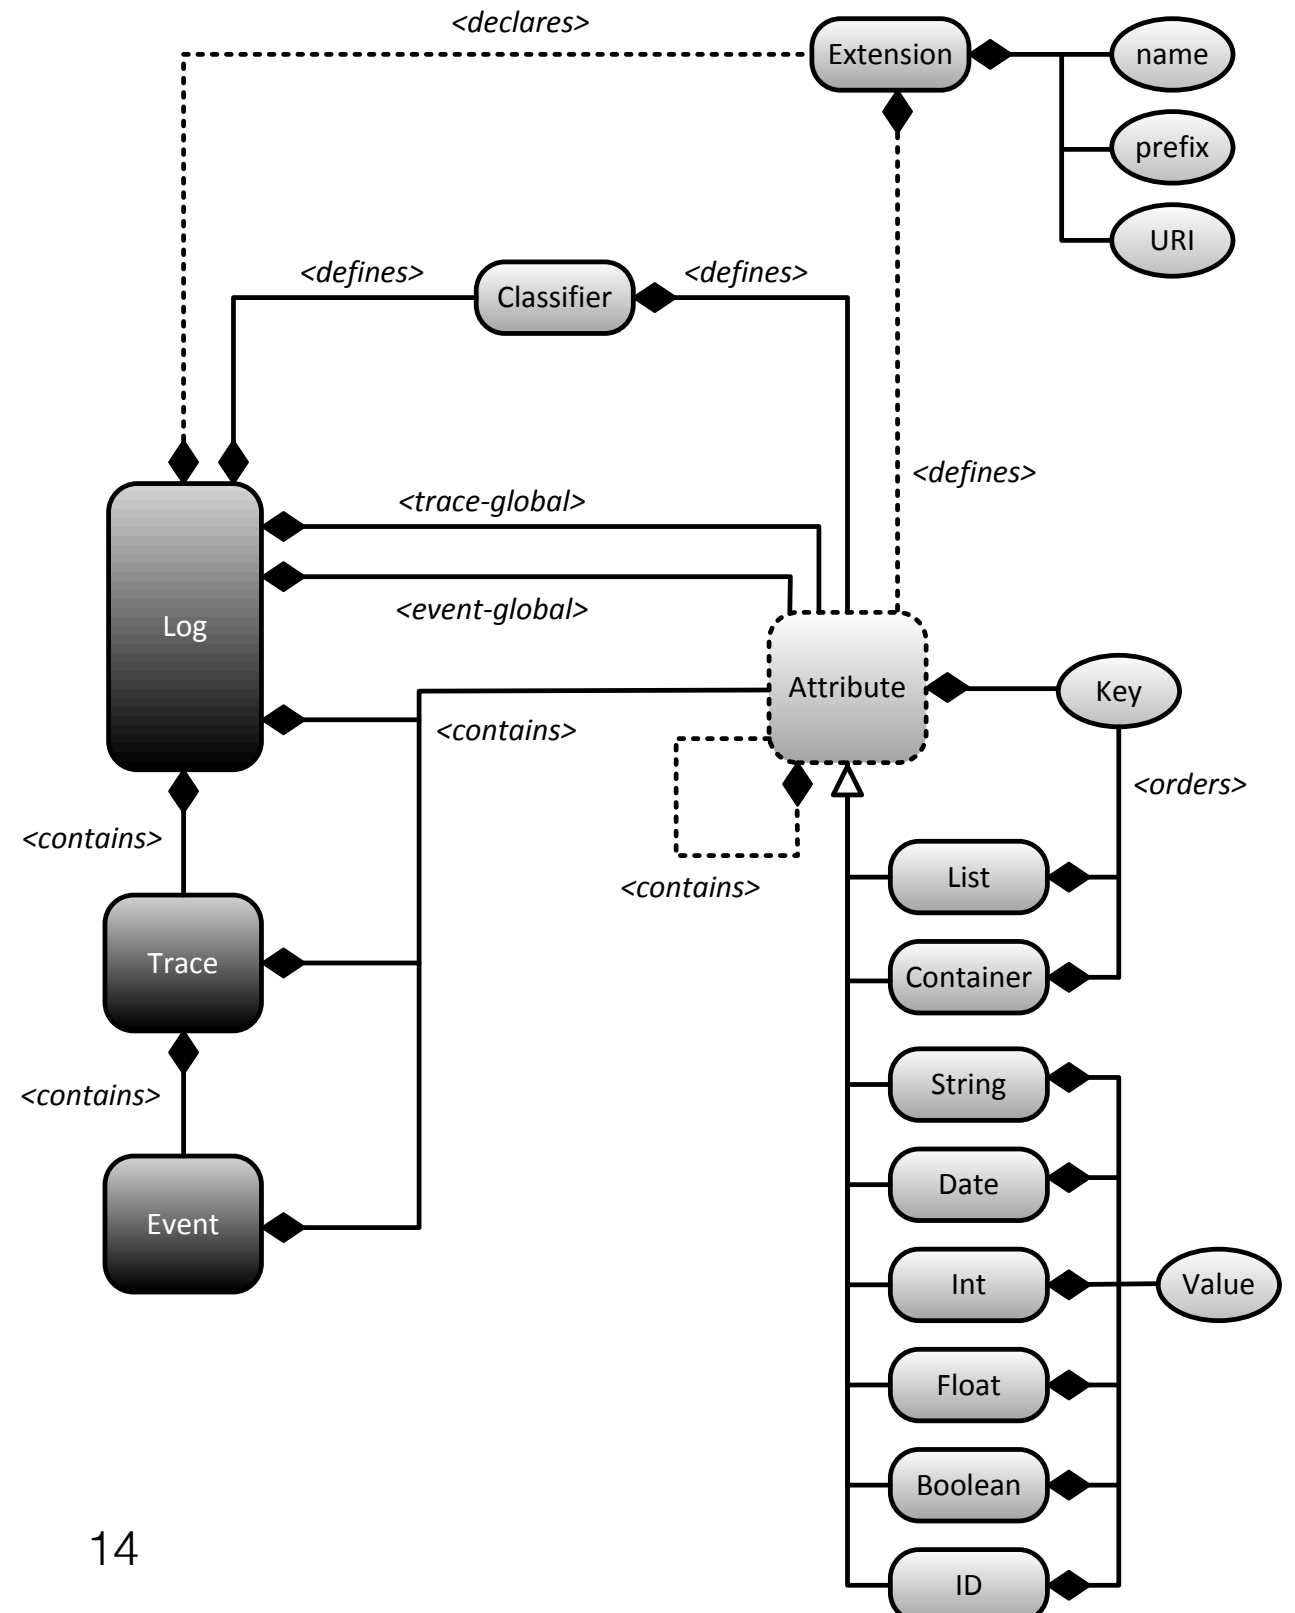 <declares>
Extension
name
prefix
URI
<defines>
Classifier
<defines>
<defines>
<trace-global>
<event-global>
Log
Attribute
Key
<contains>
<orders>
<contains>
<contains>
List
Trace
Container
String
<contains>
Date
Event
Int
Value
Float
Boolean
14
ID